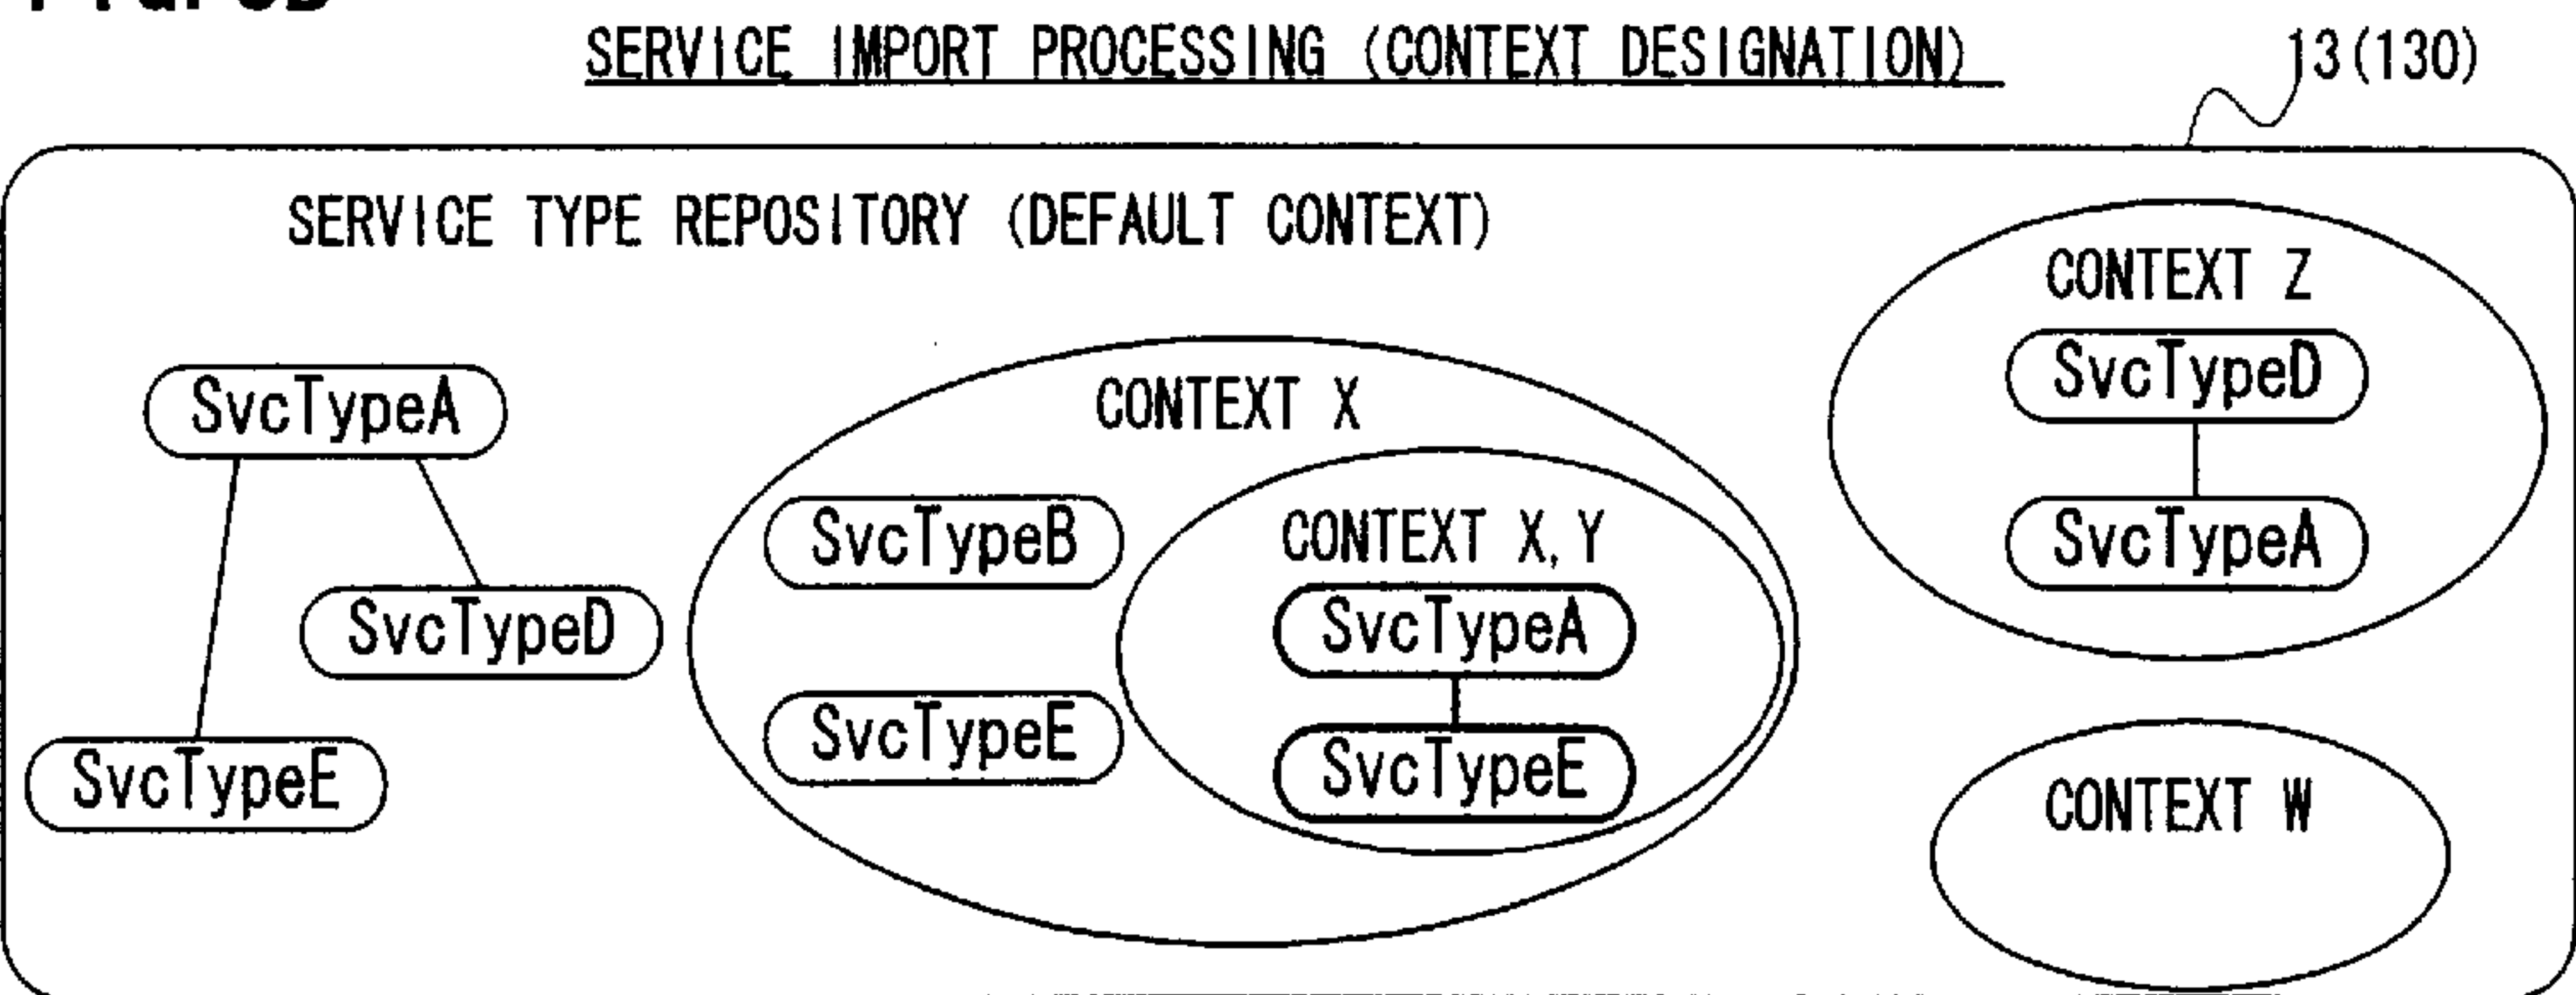 SERVICE IMPORT PROCESSING (CONTEXT DESIGNATION)
13(130)
SERVICE TYPE REPOSITORY (DEFAULT CONTEXT)
SvcTypeA
SvcTypeD
SvcTypeE
CONTEXT X
SvcTypeB
SvcTypeE
CONTEXT X,Y
SvcTypeA
SvcTypeE
CONTEXT Z
SvcTypeD
SvcTypeA
CONTEXT W